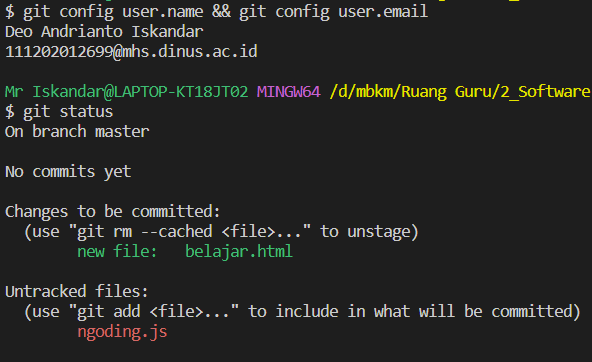 $ git config user.name && git config user.email
Deo Andrianto Iskandar
111202012699@mhs.dinus.ac.id
Mr Iskandar@LAPTOP-KT18JT02 MINGW64 /d/mbkm/Ruang Guru/2_Software
$ git status
On branch master
No commits yet
Changes to be committed:
(use "git rm --cached <file>..." to unstage)
new file: belajar.html
Untracked files:
(use "git add <file>..." to include in what will be committed)
ngoding.js